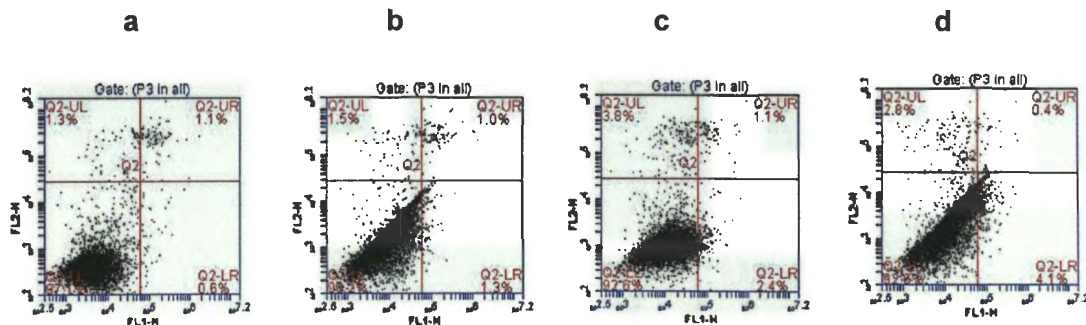 a b c d
Gate: (P3 in all)
Q2-UL Q2-UR
1.3% 1.1%
Q2
Q2-LR
0.6%
FL2-H
FL1-H
Gate: (P3 in all)
Q2-UL Q2-UR
1.5% 1.0%
Q2
Q2-LR
1.3%
FL2-H
FL1-H
Gate: (P3 in all)
Q2-UL Q2-UR
3.8% 1.1%
Q2
Q2-LL Q2-LR
92.6% 2.4%
FL2-H
FL1-H
Gate: (P3 in all)
Q2-UL Q2-UR
2.8% 0.4%
Q2
Q2-LR
4.1%
FL2-H
FL1-H